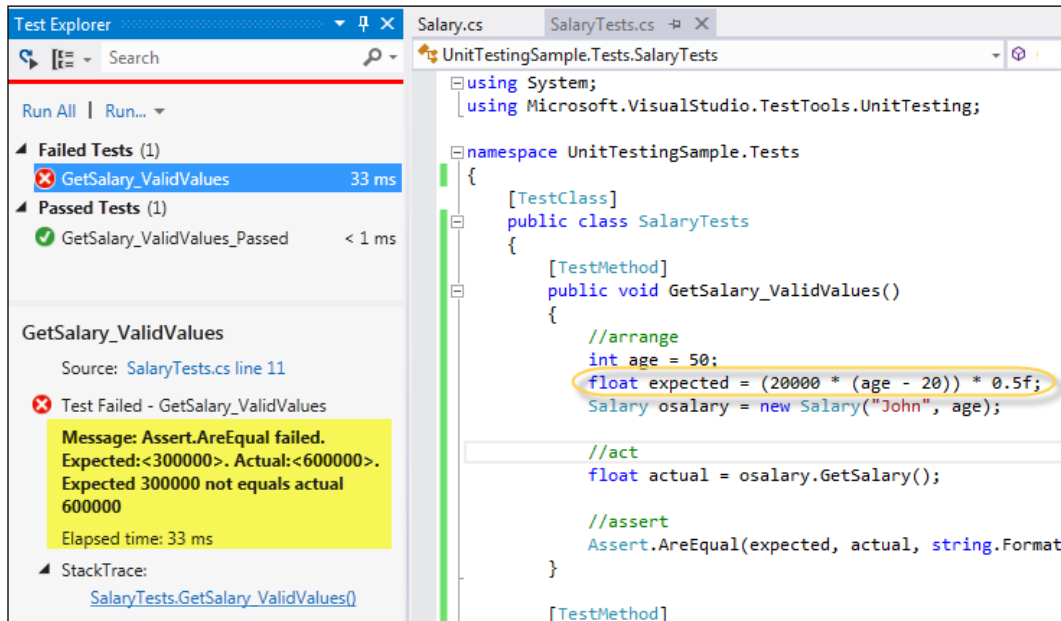 Test Explorer
Search
Run All | Run...
Failed Tests (1)
GetSalary_ValidValues 33 ms
Passed Tests (1)
GetSalary_ValidValues_Passed < 1 ms
GetSalary_ValidValues
Source: SalaryTests.cs line 11
Test Failed - GetSalary_ValidValues
Message: Assert.AreEqual failed.
Expected:<300000>. Actual:<600000>.
Expected 300000 not equals actual
600000
Elapsed time: 33 ms
StackTrace:
SalaryTests.GetSalary_ValidValues()
Salary.cs SalaryTests.cs
UnitTestingSample.Tests.SalaryTests
using System;
using Microsoft.VisualStudio.TestTools.UnitTesting;
namespace UnitTestingSample.Tests
{
[TestClass]
public class SalaryTests
{
[TestMethod]
public void GetSalary_ValidValues()
{
//arrange
int age = 50;
float expected = (20000 * (age - 20)) * 0.5f;
Salary osalary = new Salary("John", age);
//act
float actual = osalary.GetSalary();
//assert
Assert.AreEqual(expected, actual, string.Format
}
[TestMethod]